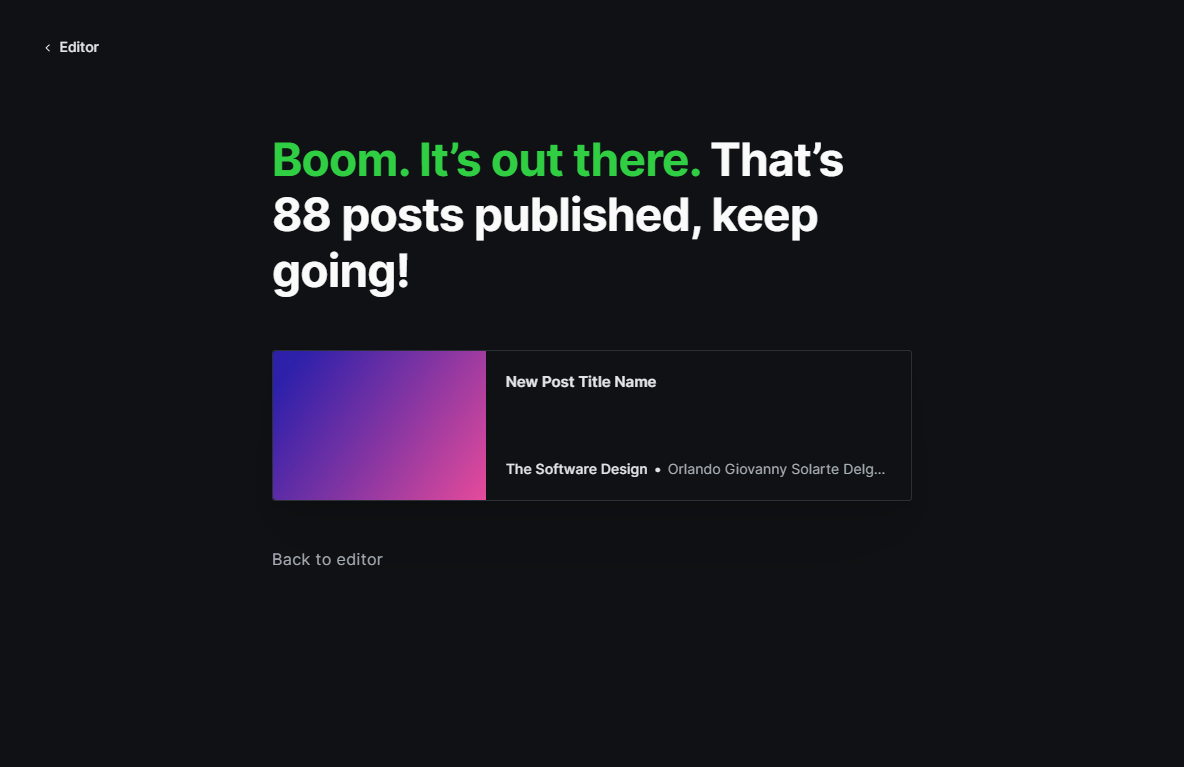 Editor
Boom. It’s out there. That’s
88 posts published, keep
going!
New Post Title Name
The Software Design • Orlando Giovanny Solarte Delg...
Back to editor